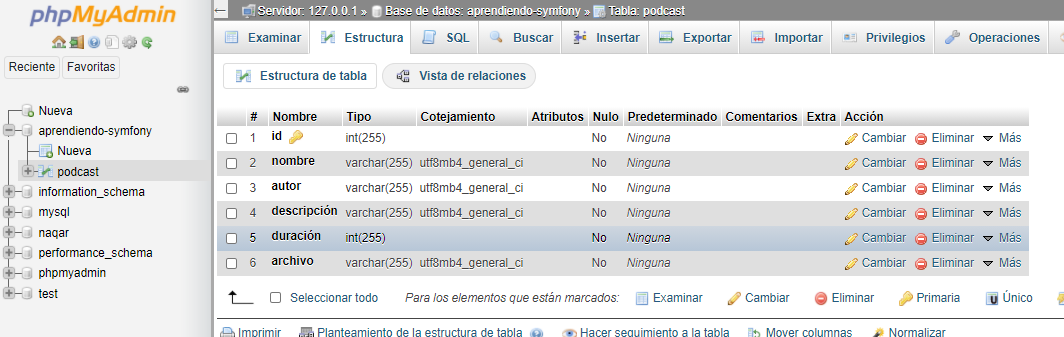 phpMyAdmin
Reciente Favoritas
Nueva
aprendiendo-symfony
Nueva
podcast
information_schema
mysql
naqar
performance_schema
phpmyadmin
test
Servidor: 127.0.0.1 » Base de datos: aprendiendo-symfony » Tabla: podcast
Examinar Estructura SQL Buscar Insertar Exportar Importar Privilegios Operaciones
Estructura de tabla Vista de relaciones
# Nombre Tipo Cotejamiento Atributos Nulo Predeterminado Comentarios Extra Acción
1 id int(255) No Ninguna Cambiar Eliminar Más
2 nombre varchar(255) utf8mb4_general_ci No Ninguna Cambiar Eliminar Más
3 autor varchar(255) utf8mb4_general_ci No Ninguna Cambiar Eliminar Más
4 descripción varchar(255) utf8mb4_general_ci No Ninguna Cambiar Eliminar Más
5 duración int(255) No Ninguna Cambiar Eliminar Más
6 archivo varchar(255) utf8mb4_general_ci No Ninguna Cambiar Eliminar Más
Seleccionar todo Para los elementos que están marcados: Examinar Cambiar Eliminar Primaria Único
Imprimir Planteamiento de la estructura de tabla Hacer seguimiento a la tabla Mover columnas Normalizar